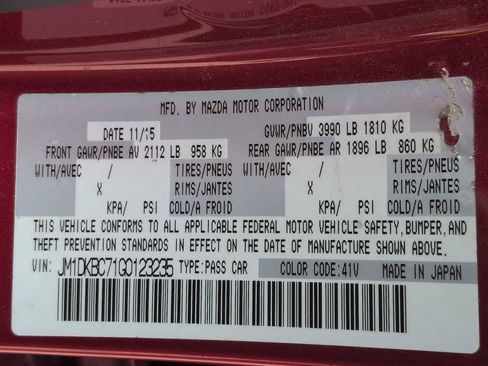 MFD. BY MAZDA MOTOR CORPORATION
DATE 11/15 GVWR/PNBV 3990 LB 1810 KG
FRONT GAWR/PNBE AV 2112 LB 958 KG REAR GAWR/PNBE AR 1896 LB 860 KG
WITH/AVEC / TIRES/PNEUS WITH/AVEC / TIRES/PNEUS
X RIMS/JANTES X RIMS/JANTES
KPA/ PSI COLD/A FROID KPA/ PSI COLD/A FROID
THIS VEHICLE CONFORMS TO ALL APPLICABLE FEDERAL MOTOR VEHICLE SAFETY, BUMPER, AND
THEFT PREVENTION STANDARDS IN EFFECT ON THE DATE OF MANUFACTURE SHOWN ABOVE.
VIN: JM1DKBC71G0123235 TYPE:PASS CAR COLOR CODE:41V MADE IN JAPAN